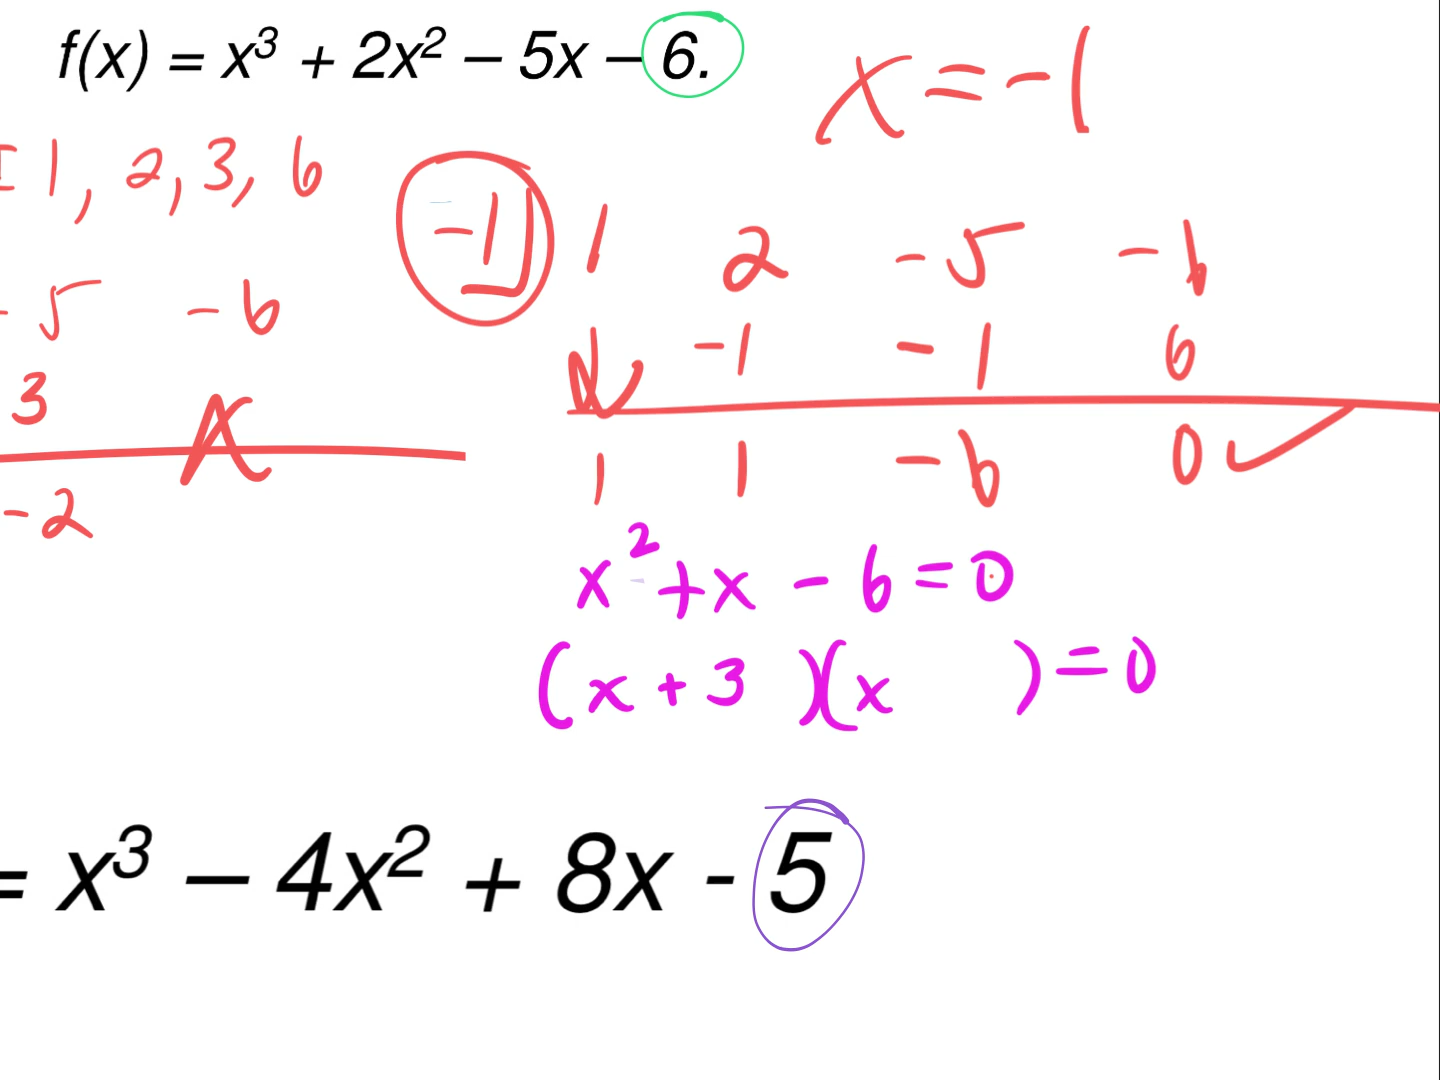 f(x) = x³ + 2x² – 5x – 6.
x = -1
± 1, 2, 3, 6
-1 1 2 -5 -6
- 5 -6
-1 -1 6
3
1 1 -6 0 ✓
-2
x² + x - 6 = 0
(x + 3 )(x ) = 0
= x³ – 4x² + 8x - 5